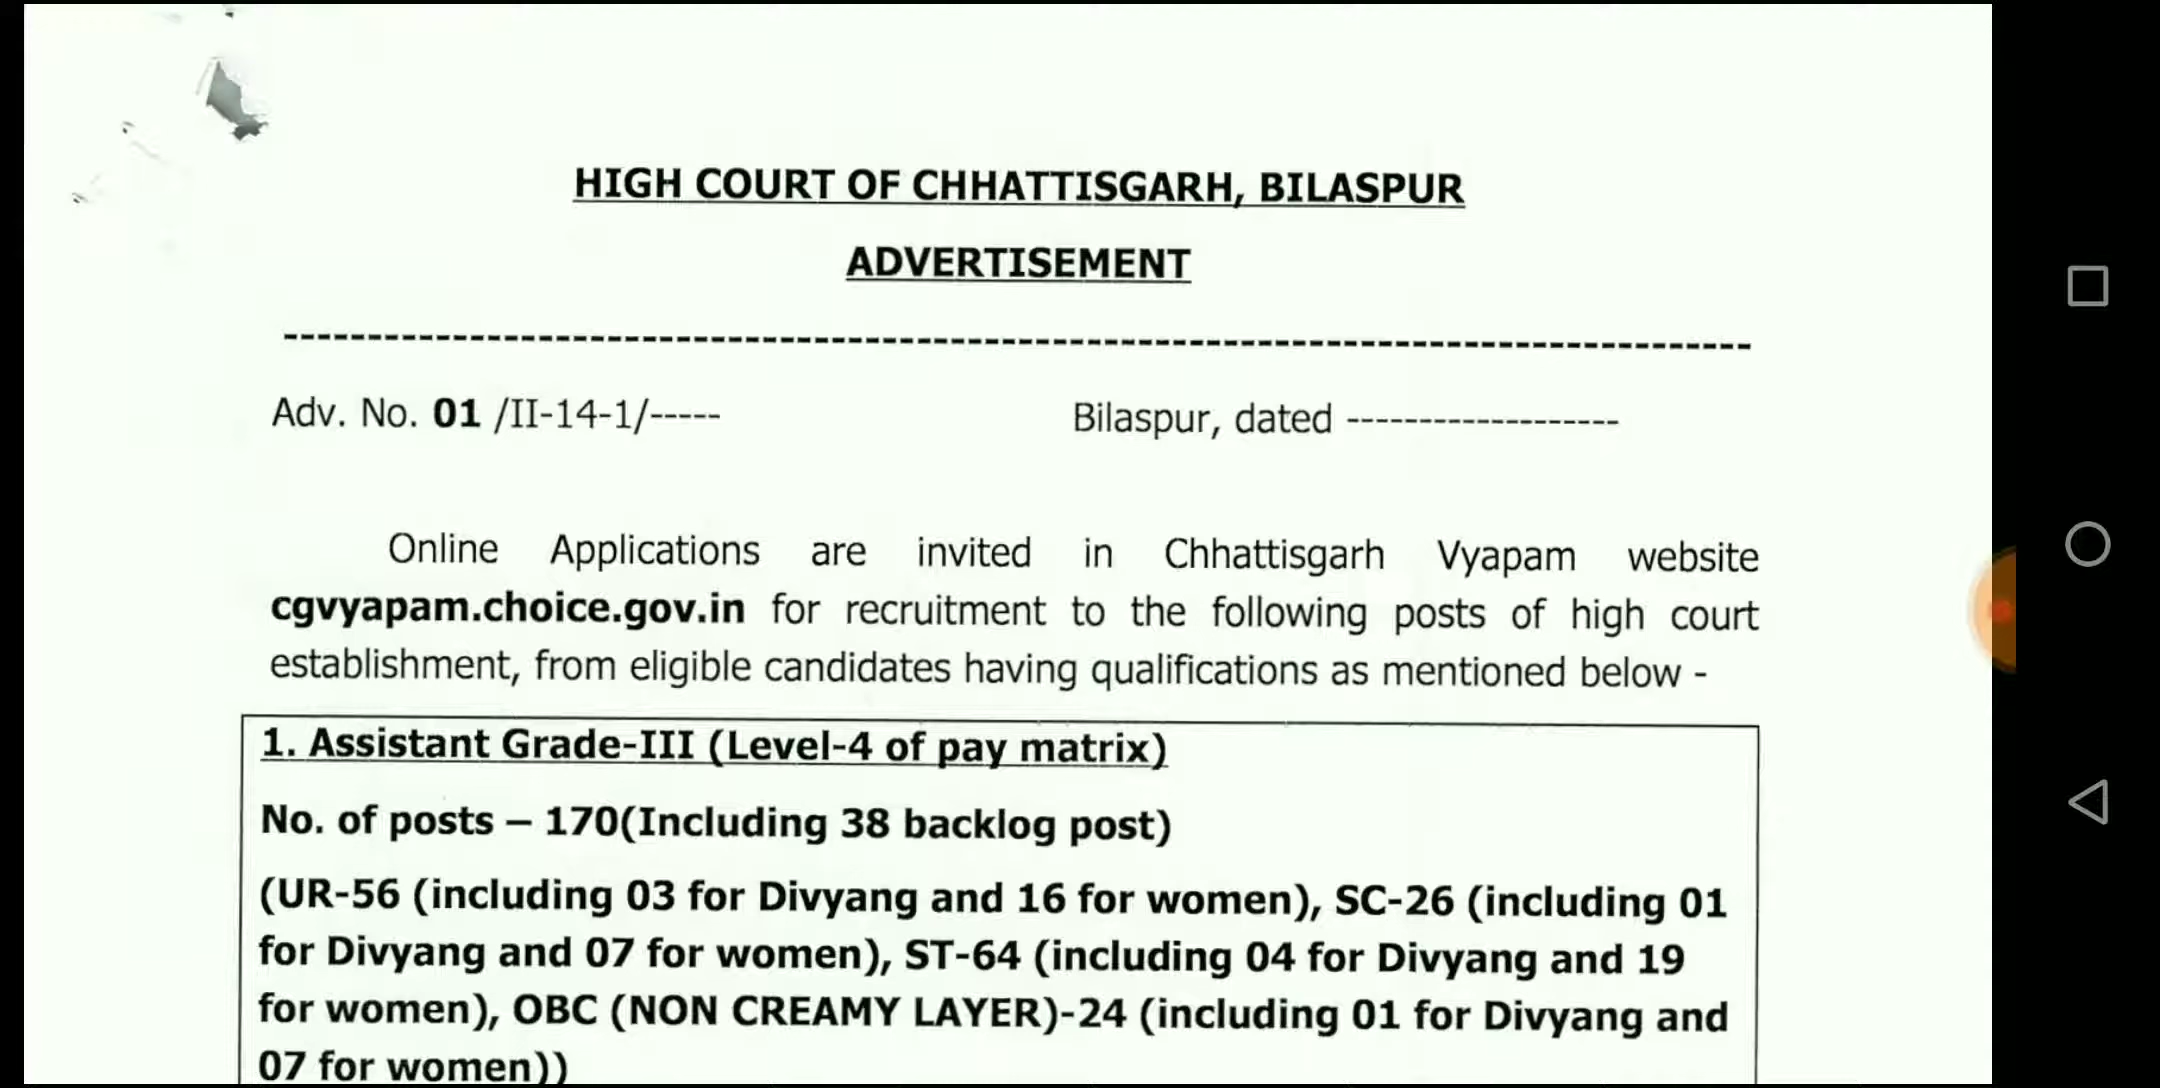 HIGH COURT OF CHHATTISGARH, BILASPUR
ADVERTISEMENT
--------------------------------------------------------------------------------
Adv. No. 01 /II-14-1/-----
Bilaspur, dated -------------------
Online Applications are invited in Chhattisgarh Vyapam website
cgvyapam.choice.gov.in for recruitment to the following posts of high court
establishment, from eligible candidates having qualifications as mentioned below -
1. Assistant Grade-III (Level-4 of pay matrix)
No. of posts – 170(Including 38 backlog post)
(UR-56 (including 03 for Divyang and 16 for women), SC-26 (including 01
for Divyang and 07 for women), ST-64 (including 04 for Divyang and 19
for women), OBC (NON CREAMY LAYER)-24 (including 01 for Divyang and
07 for women))